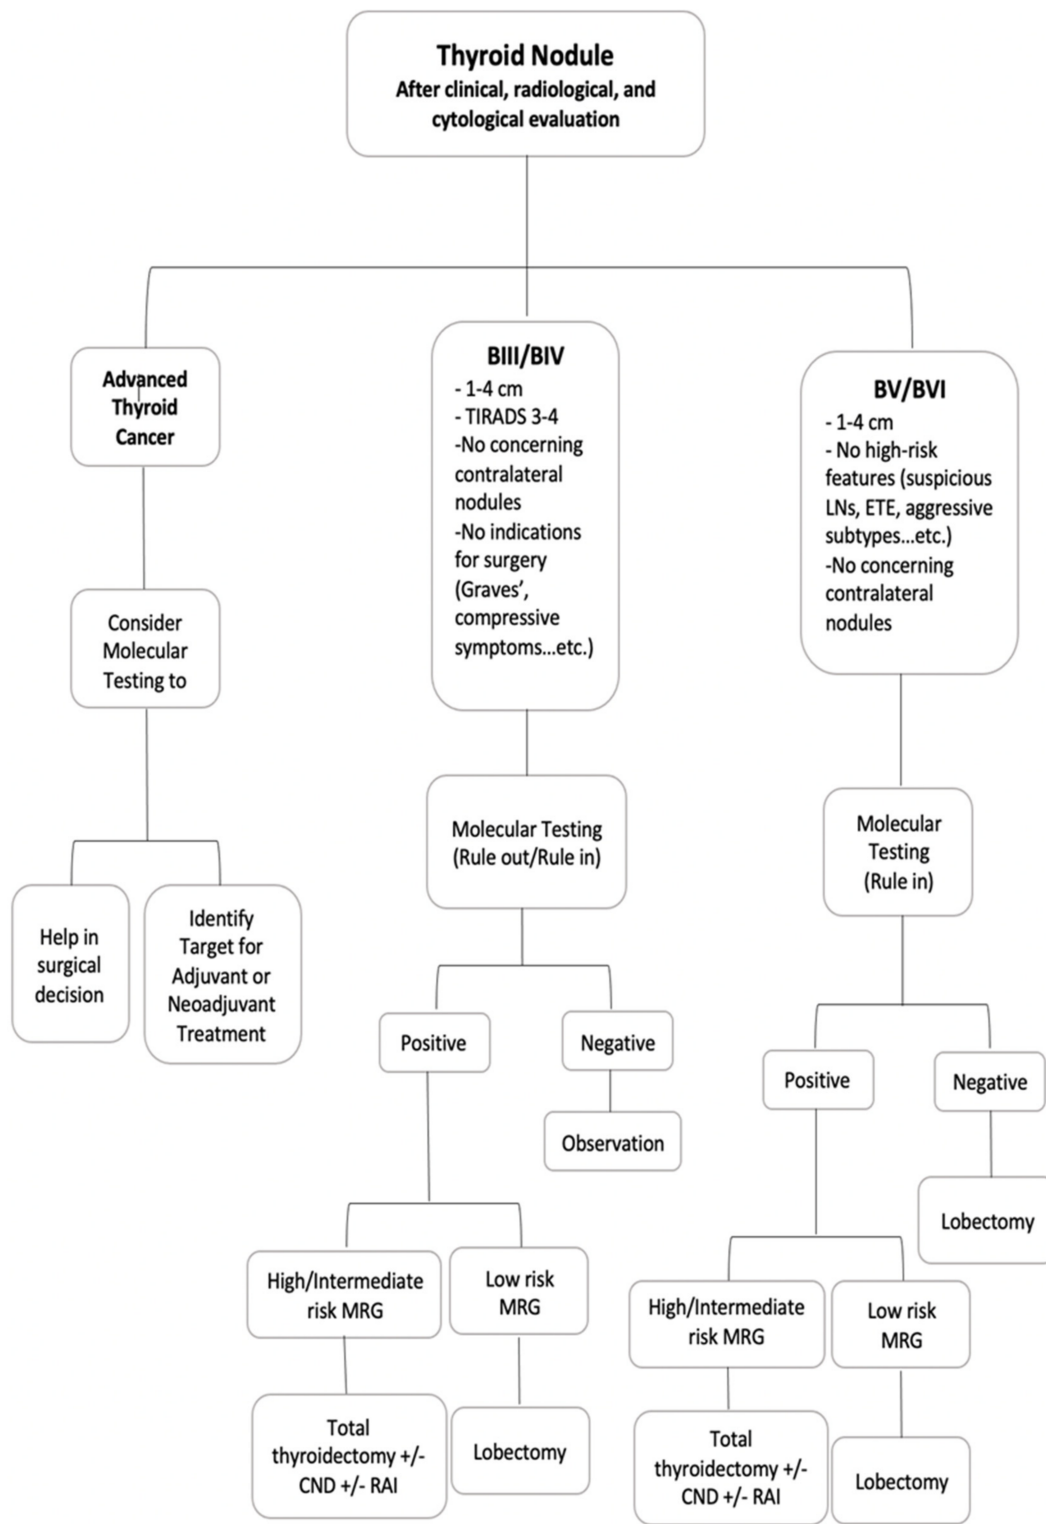 Thyroid Nodule
After clinical, radiological, and
cytological evaluation
Advanced
Thyroid
Cancer
Consider
Molecular
Testing to
Help in
surgical
decision
Identify
Target for
Adjuvant or
Neoadjuvant
Treatment
BIII/BIV
- 1-4 cm
- TIRADS 3-4
-No concerning
contralateral
nodules
-No indications
for surgery
(Graves’,
compressive
symptoms...etc.)
Molecular Testing
(Rule out/Rule in)
Positive
Negative
Observation
High/Intermediate
risk MRG
Low risk
MRG
Total
thyroidectomy +/-
CND +/- RAI
Lobectomy
BV/BVI
- 1-4 cm
- No high-risk
features (suspicious
LNs, ETE, aggressive
subtypes...etc.)
-No concerning
contralateral
nodules
Molecular
Testing
(Rule in)
Positive
Negative
Lobectomy
High/Intermediate
risk MRG
Low risk
MRG
Total
thyroidectomy +/-
CND +/- RAI
Lobectomy